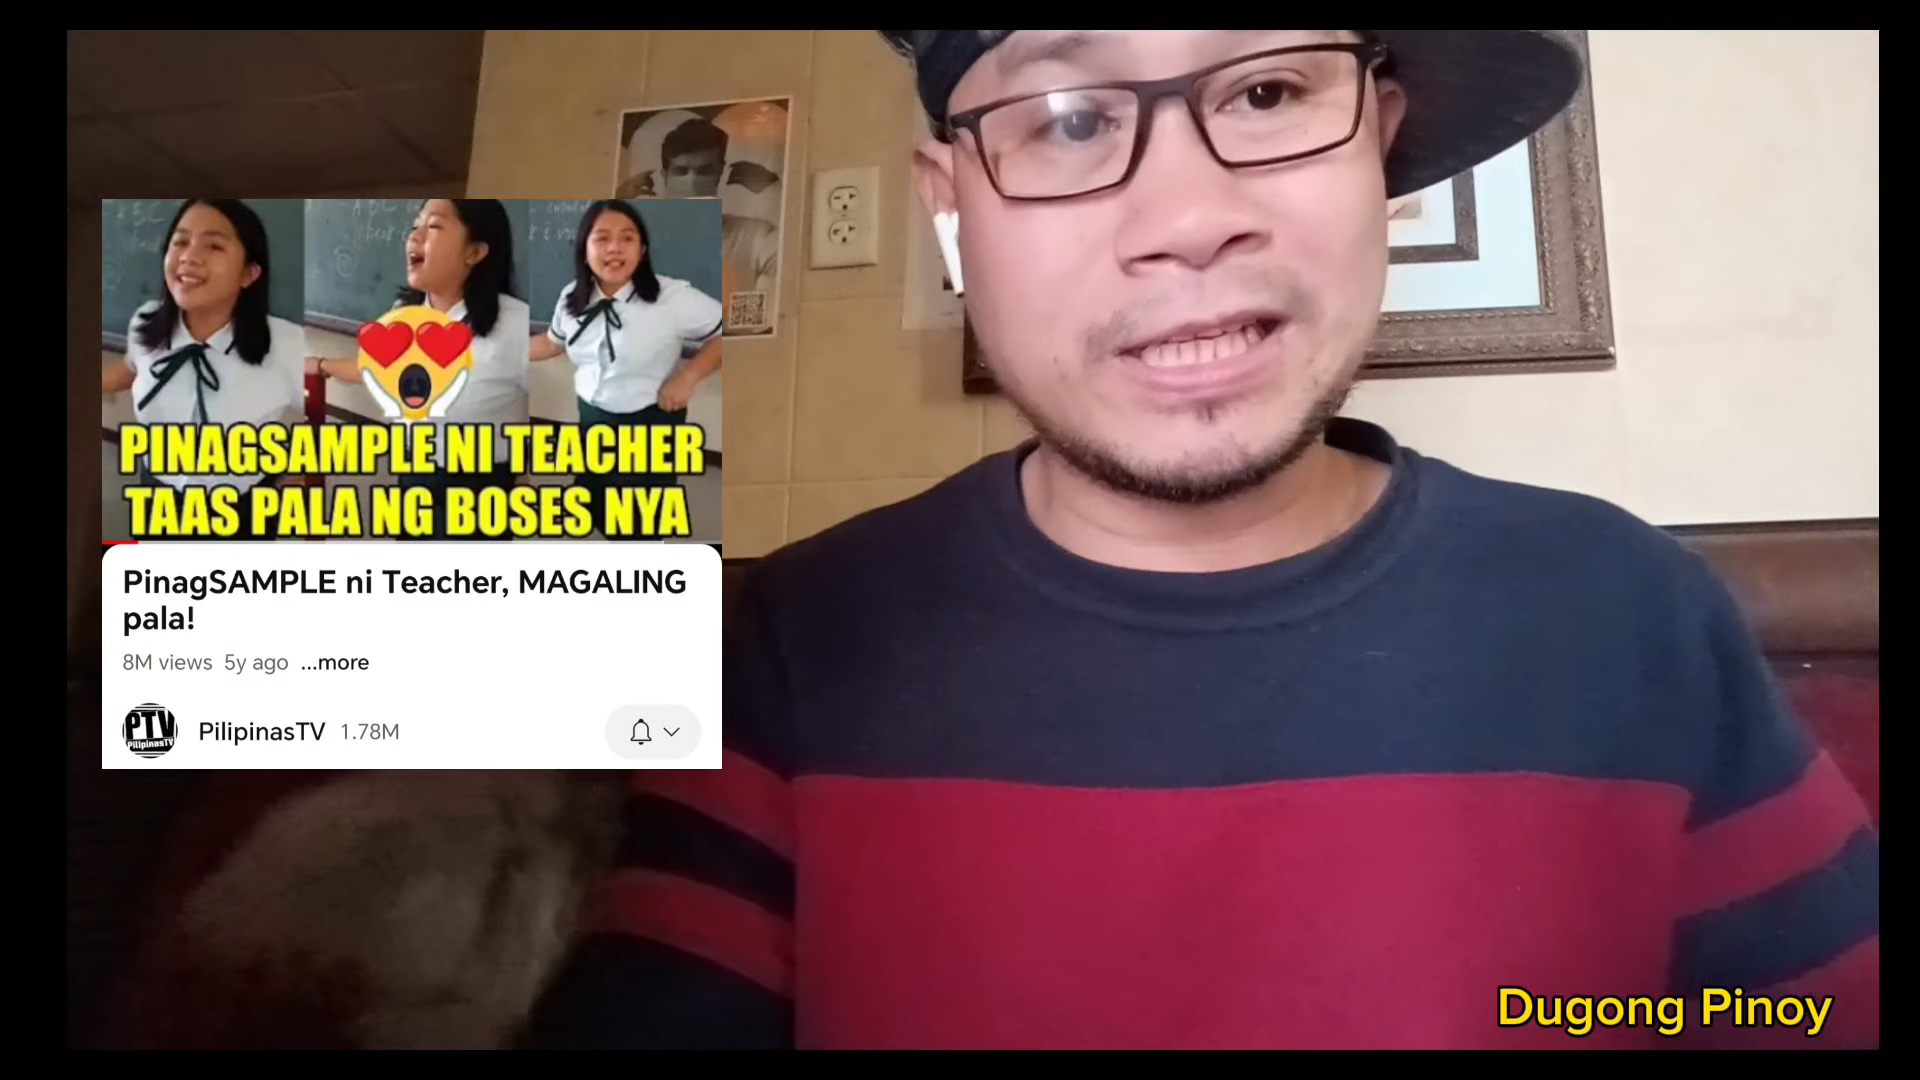 PINAGSAMPLE NI TEACHER
TAAS PALA NG BOSES NYA
PinagSAMPLE ni Teacher, MAGALING
pala!
8M views 5y ago ...more
PTV
PilipinasTV
PilipinasTV 1.78M
Dugong Pinoy